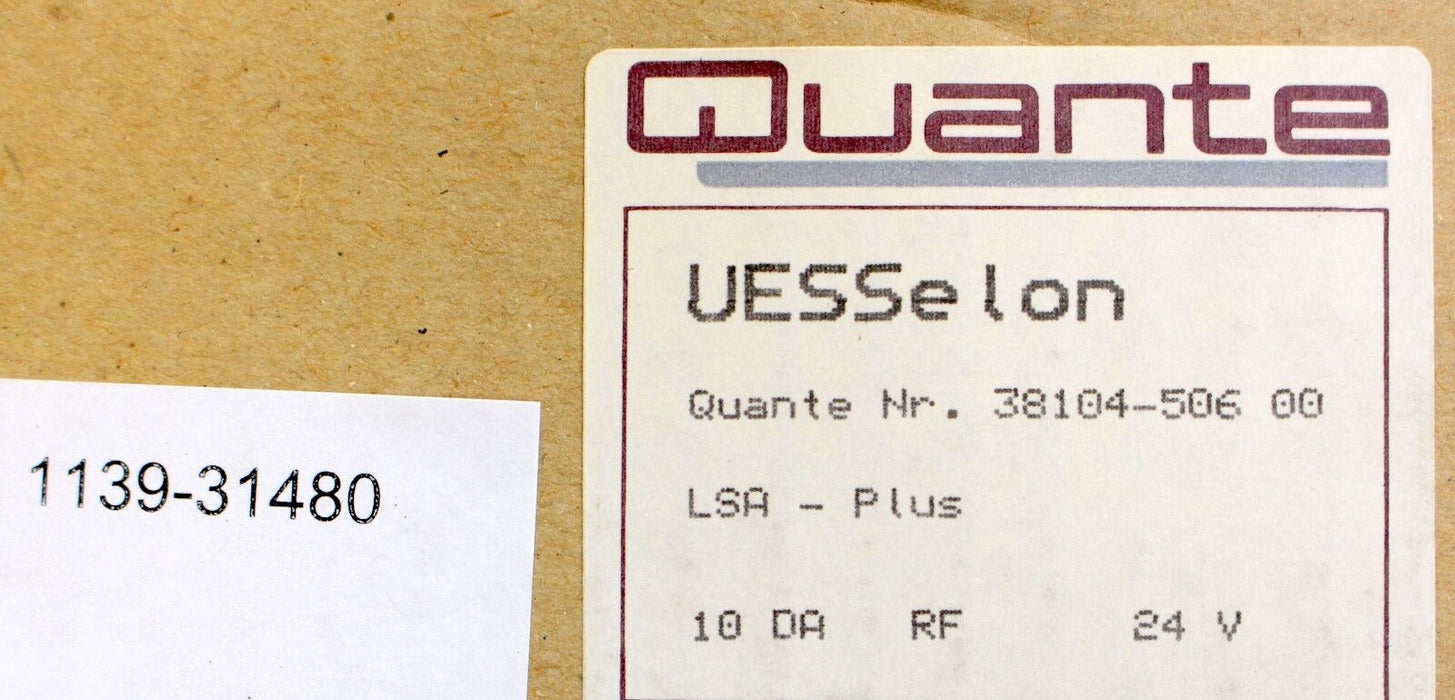 Quante
UESSelon
Quante Nr. 38104-506 00
LSA - Plus
10 DA RF 24 V
1139-31480